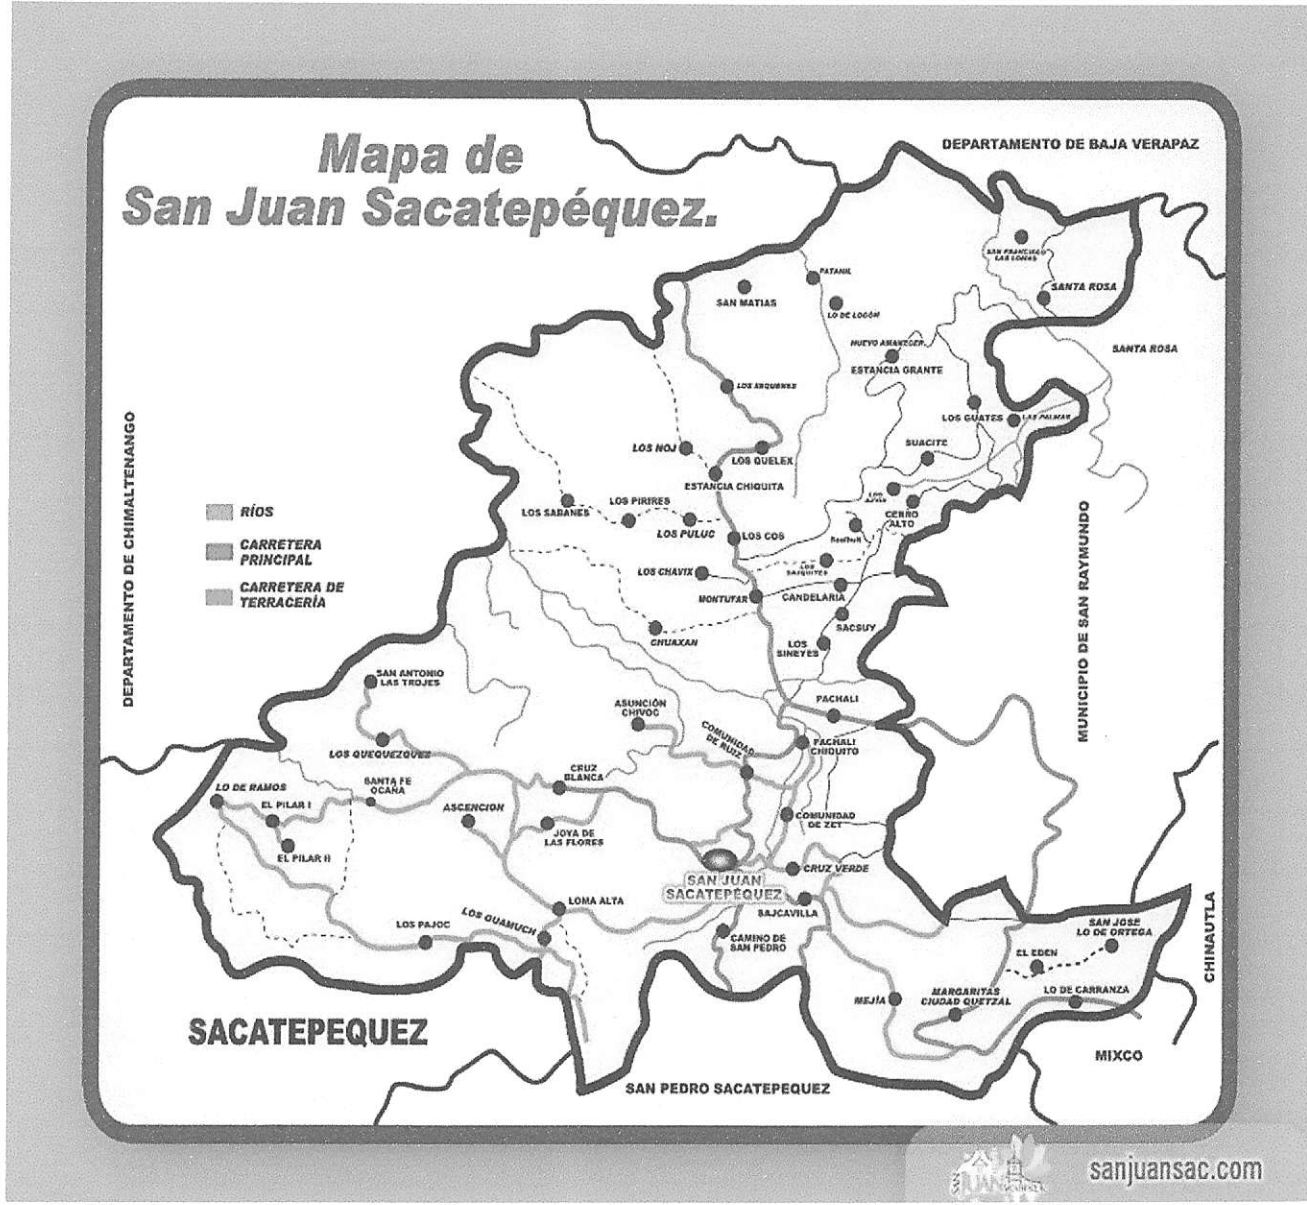 Mapa de
San Juan Sacatepéquez.
DEPARTAMENTO DE BAJA VERAPAZ
SAN FRANCISCO
LAS LOMAS
SANTA ROSA
SANTA ROSA
PATANIL
SAN MATIAS
LO DE LOGÓN
NUEVO AMANECER
ESTANCIA GRANTE
LOS GUATES
LAS PALMAS
SUACITE
LOS NOJ
LOS QUELEX
ESTANCIA CHIQUITA
LOS PIRIRES
LOS SABANES
LOS PULUC
LOS COS
CERRO
ALTO
LOS CHAVIX
MONTUFAR
CANDELARIA
SACSUY
LOS
SINEYES
CHUAXAN
DEPARTAMENTO DE CHIMALTENANGO
RÍOS
CARRETERA
PRINCIPAL
CARRETERA DE
TERRACERÍA
MUNICIPIO DE SAN RAYMUNDO
SAN ANTONIO
LAS TROJES
LOS QUEQUEZQUEZ
ASUNCIÓN
CHIVOC
COMUNIDAD
DE RUIZ
PACHALI
PACHALI
CHIQUITO
CRUZ
BLANCA
SANTA FE
OCAÑA
LO DE RAMOS
EL PILAR I
EL PILAR II
ASCENCION
JOYA DE
LAS FLORES
COMUNIDAD
DE ZET
SAN JUAN
SACATEPÉQUEZ
CRUZ VERDE
SAJCAVILLA
LOMA ALTA
LOS GUAMUCH
LOS PAJOC
CAMINO DE
SAN PEDRO
SAN JOSE
LO DE ORTEGA
EL EDEN
MEJÍA
MARGARITAS
CIUDAD QUETZAL
LO DE CARRANZA
CHINAUTLA
MIXCO
SACATEPEQUEZ
SAN PEDRO SACATEPEQUEZ
SAN JUAN
sanjuansac.com